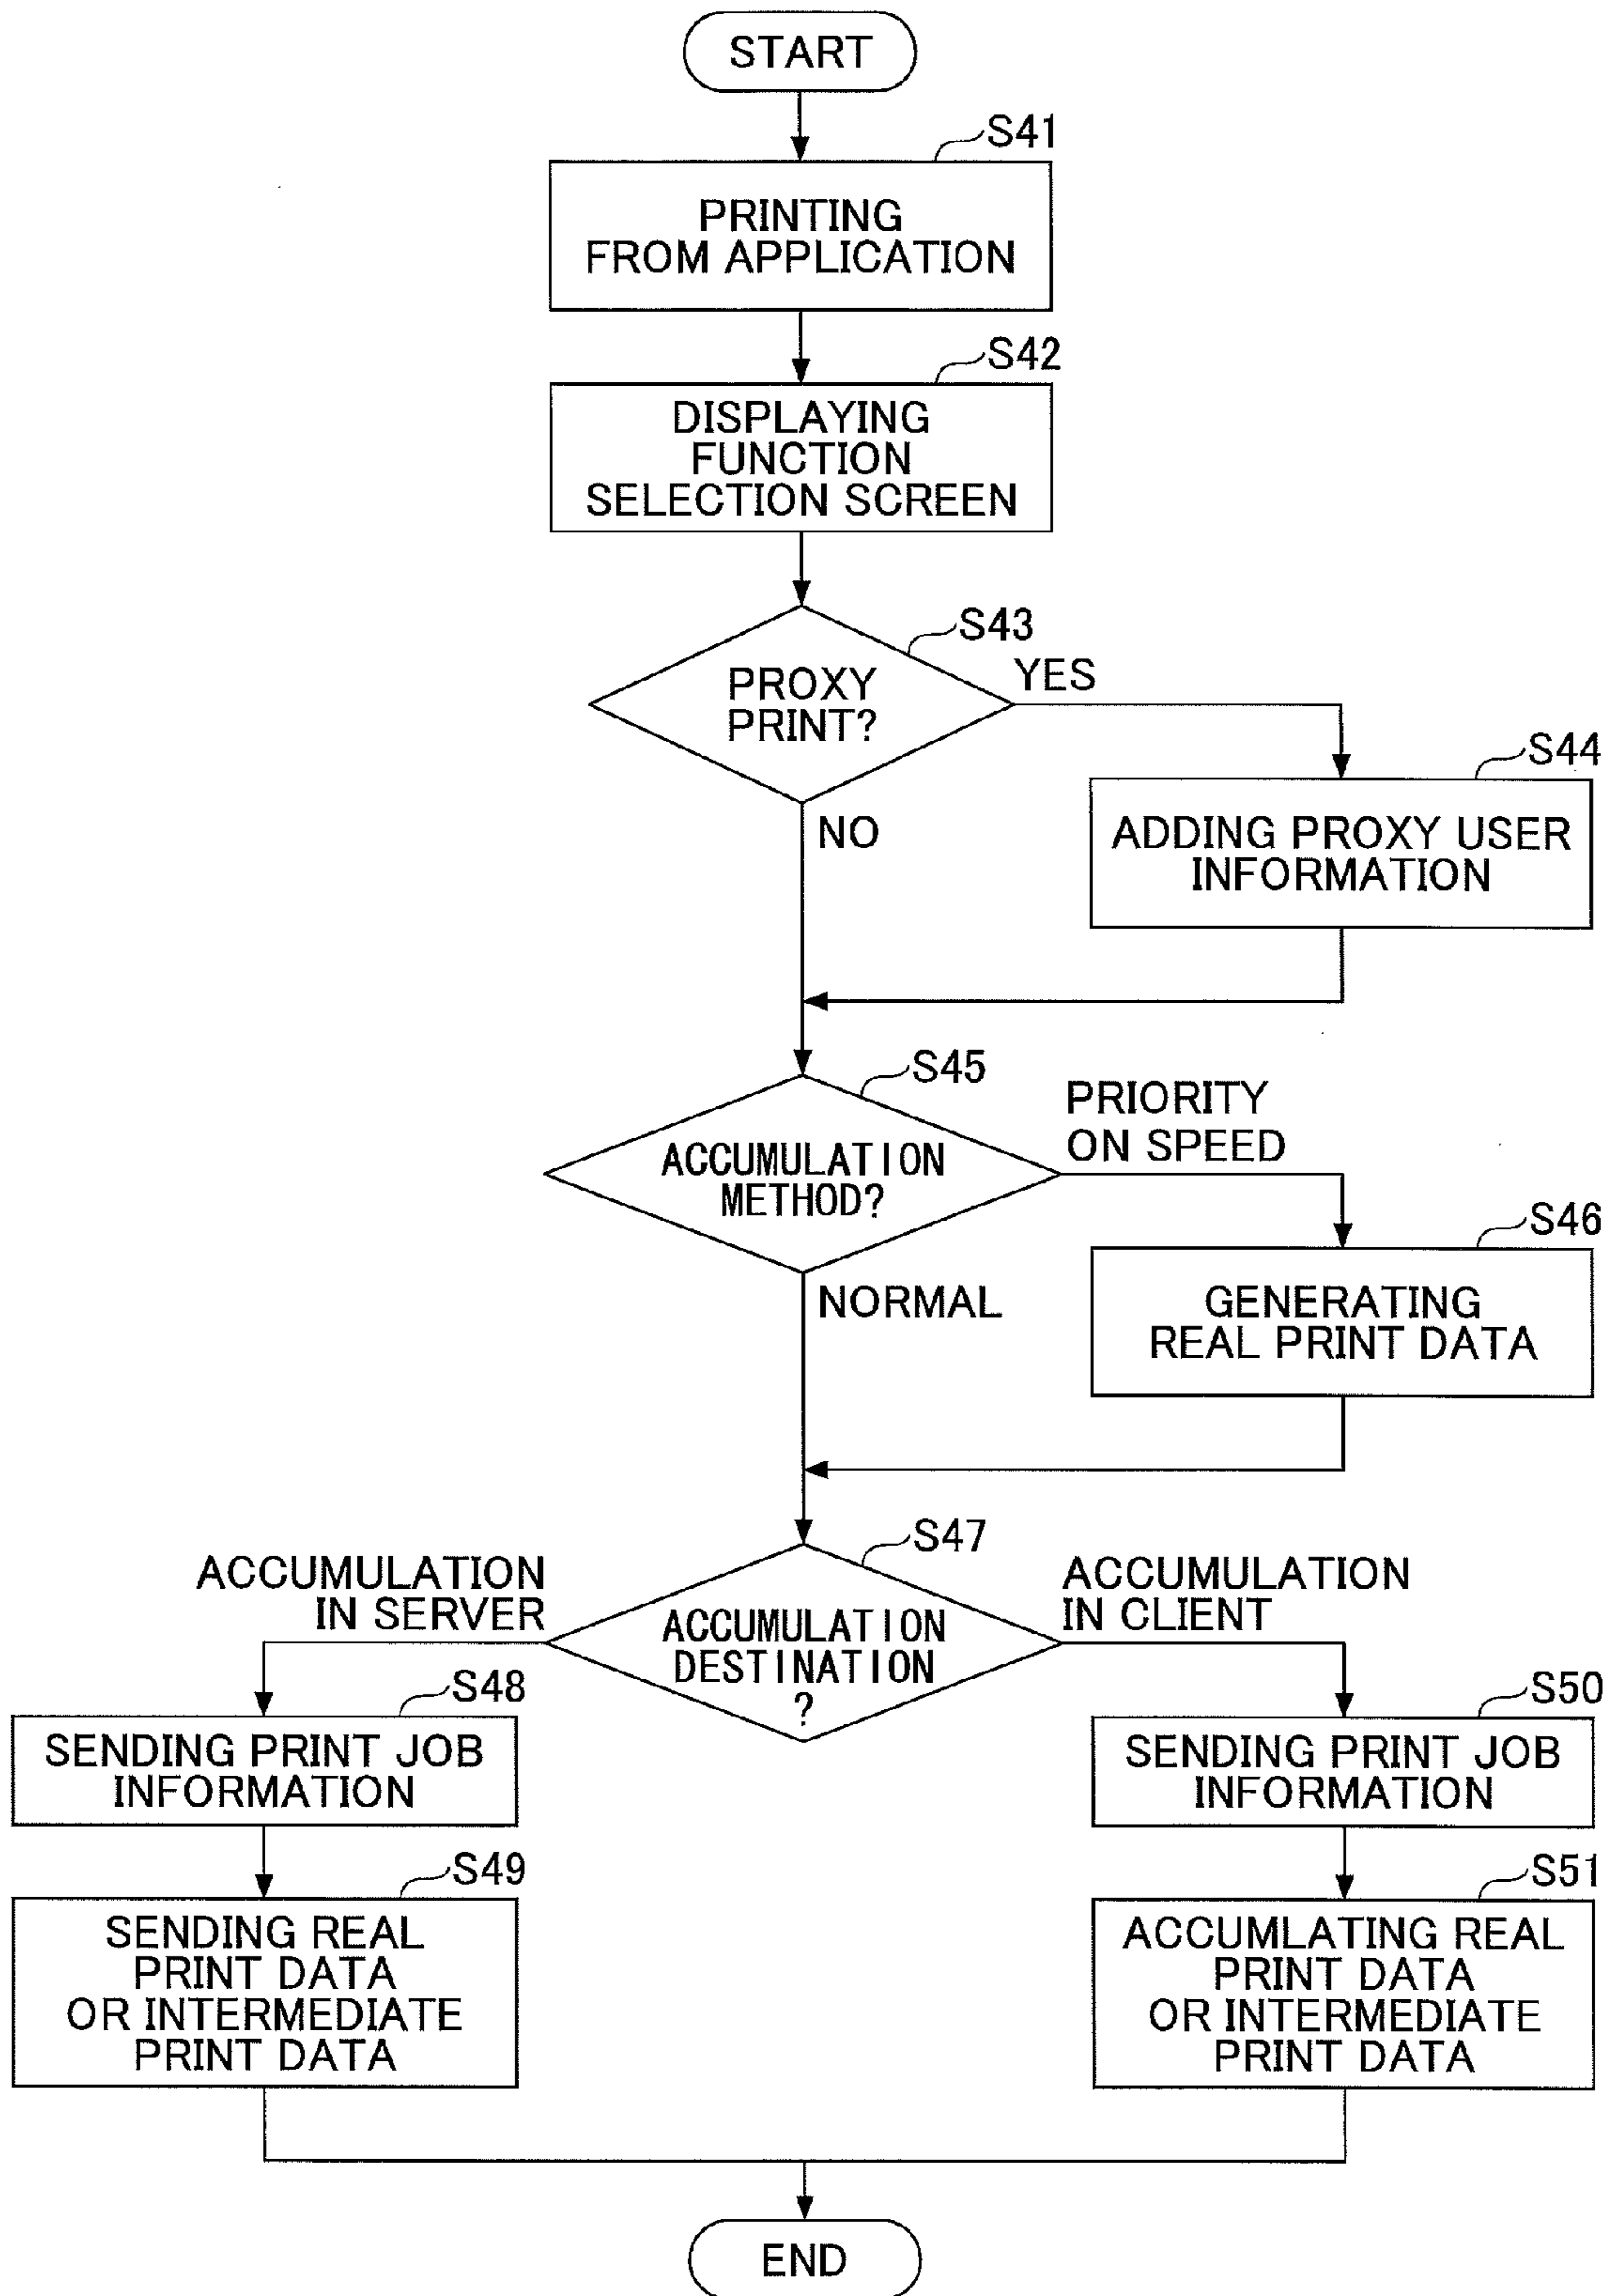 START
S41
PRINTING
FROM APPLICATION
S42
DISPLAYING
FUNCTION
SELECTION SCREEN
S43
PROXY
PRINT?
YES
NO
S44
ADDING PROXY USER
INFORMATION
S45
ACCUMULATION
METHOD?
PRIORITY
ON SPEED
NORMAL
S46
GENERATING
REAL PRINT DATA
S47
ACCUMULATION
DESTINATION
?
ACCUMULATION
IN SERVER
ACCUMULATION
IN CLIENT
S48
SENDING PRINT JOB
INFORMATION
S49
SENDING REAL
PRINT DATA
OR INTERMEDIATE
PRINT DATA
S50
SENDING PRINT JOB
INFORMATION
S51
ACCUMLATING REAL
PRINT DATA
OR INTERMEDIATE
PRINT DATA
END